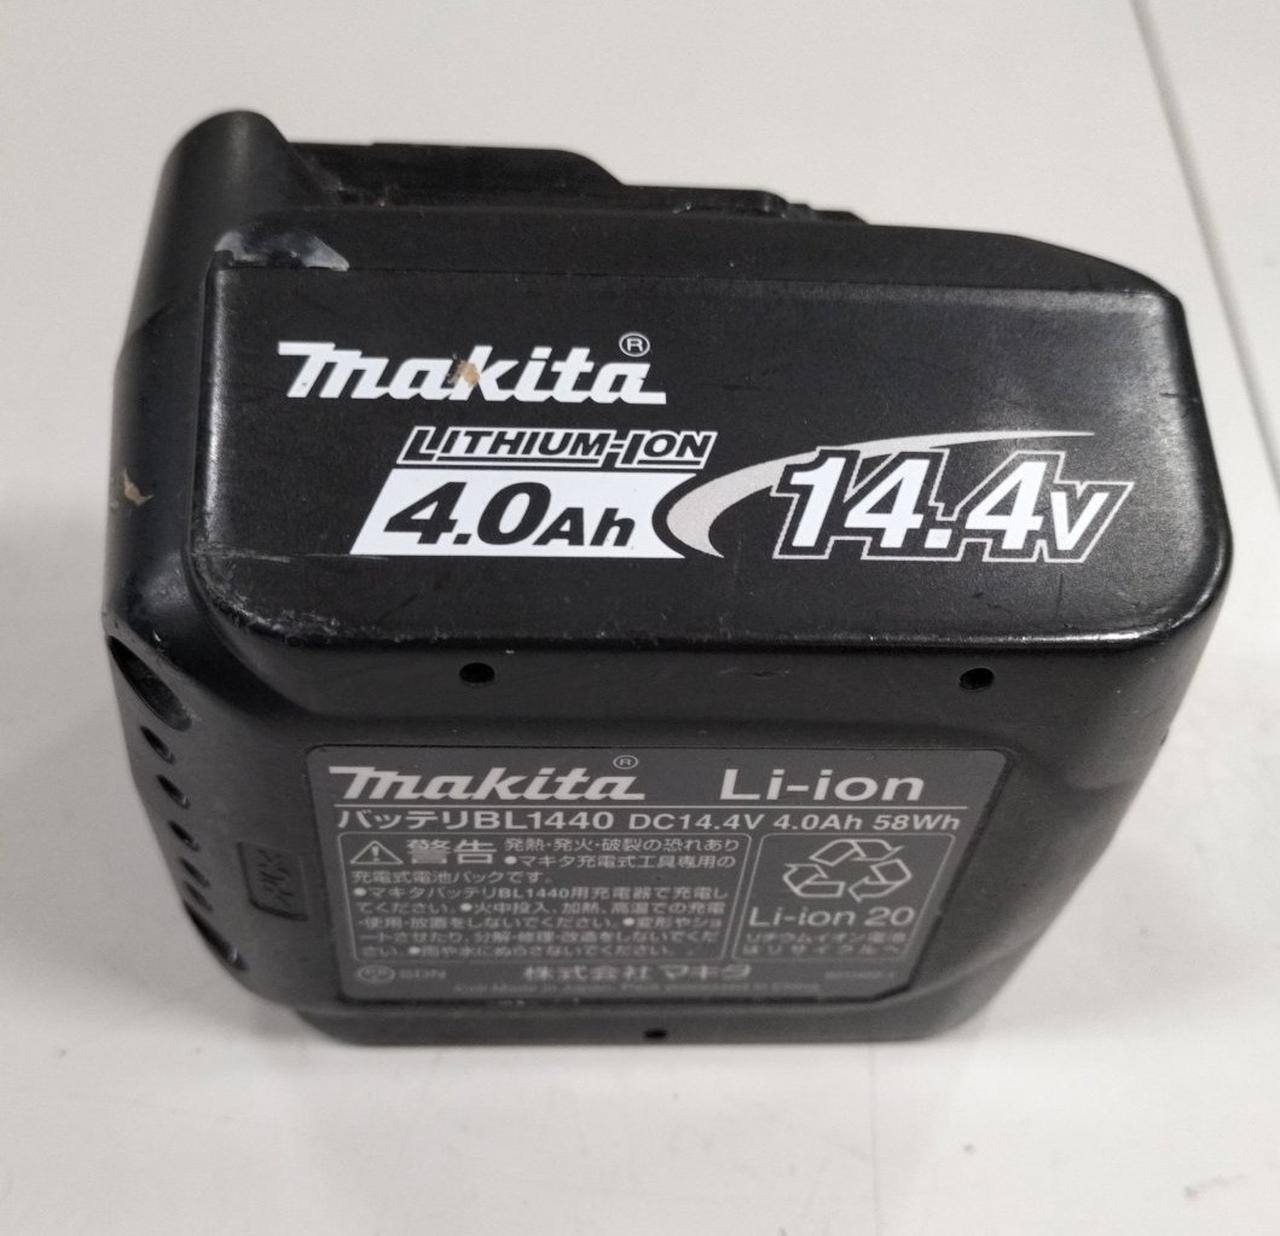 makita®
LITHIUM-ION
4.0Ah 14.4V
makita® Li-ion
バッテリBL1440 DC14.4V 4.0Ah 58Wh
警告 発熱・発火・破裂の恐れあり
●マキタ充電式工具専用の
充電式電池パックです。
●マキタバッテリBL1440用充電器で充電し
てください。●火中投入、加熱、高温での充電
・使用・放置をしないでください。●変形やショ
ートさせたり、分解・修理・改造をしないでくだ
さい。●雨や水にぬらさないでください。
Li-ion 20
リチウムイオン電池
はリサイクルへ
SDN 株式会社マキタ
Cell Made in Japan. Pack assembled in China